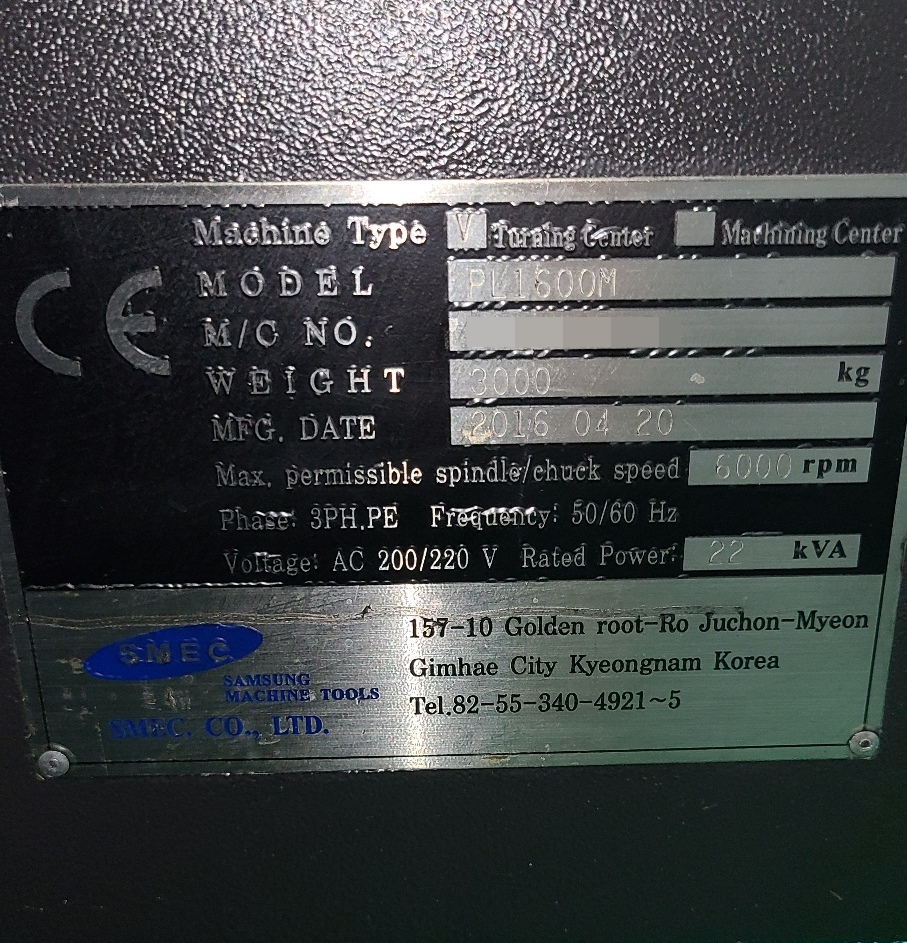 Machine Type V Turning Center Machining Center
CE
MODEL PL1600M
M/C NO.
WEIGHT 3000 kg
MFG. DATE 2016 04 20
Max. permissible spindle/chuck speed 6000 rpm
Phase: 3PH.PE Frequency: 50/60 Hz
Voltage: AC 200/220 V Rated Power: 22 kVA
SMEC
SAMSUNG
MACHINE TOOLS
SMEC. CO., LTD.
157-10 Golden root-Ro Juchon-Myeon
Gimhae City Kyeongnam Korea
Tel.82-55-340-4921~5